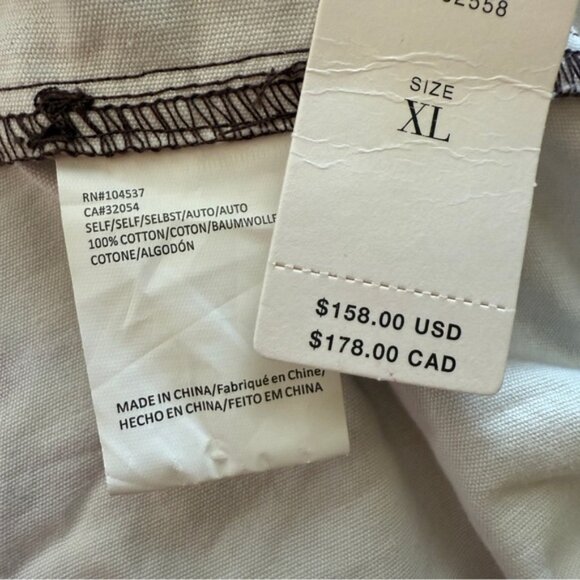 2558
SIZE
XL
$158.00 USD
$178.00 CAD
RN#104537
CA#32054
SELF/SELF/SELBST/AUTO/AUTO
100% COTTON/COTON/BAUMWOLLE
COTONE/ALGODÓN
MADE IN CHINA/Fabriqué en Chine/
HECHO EN CHINA/FEITO EM CHINA